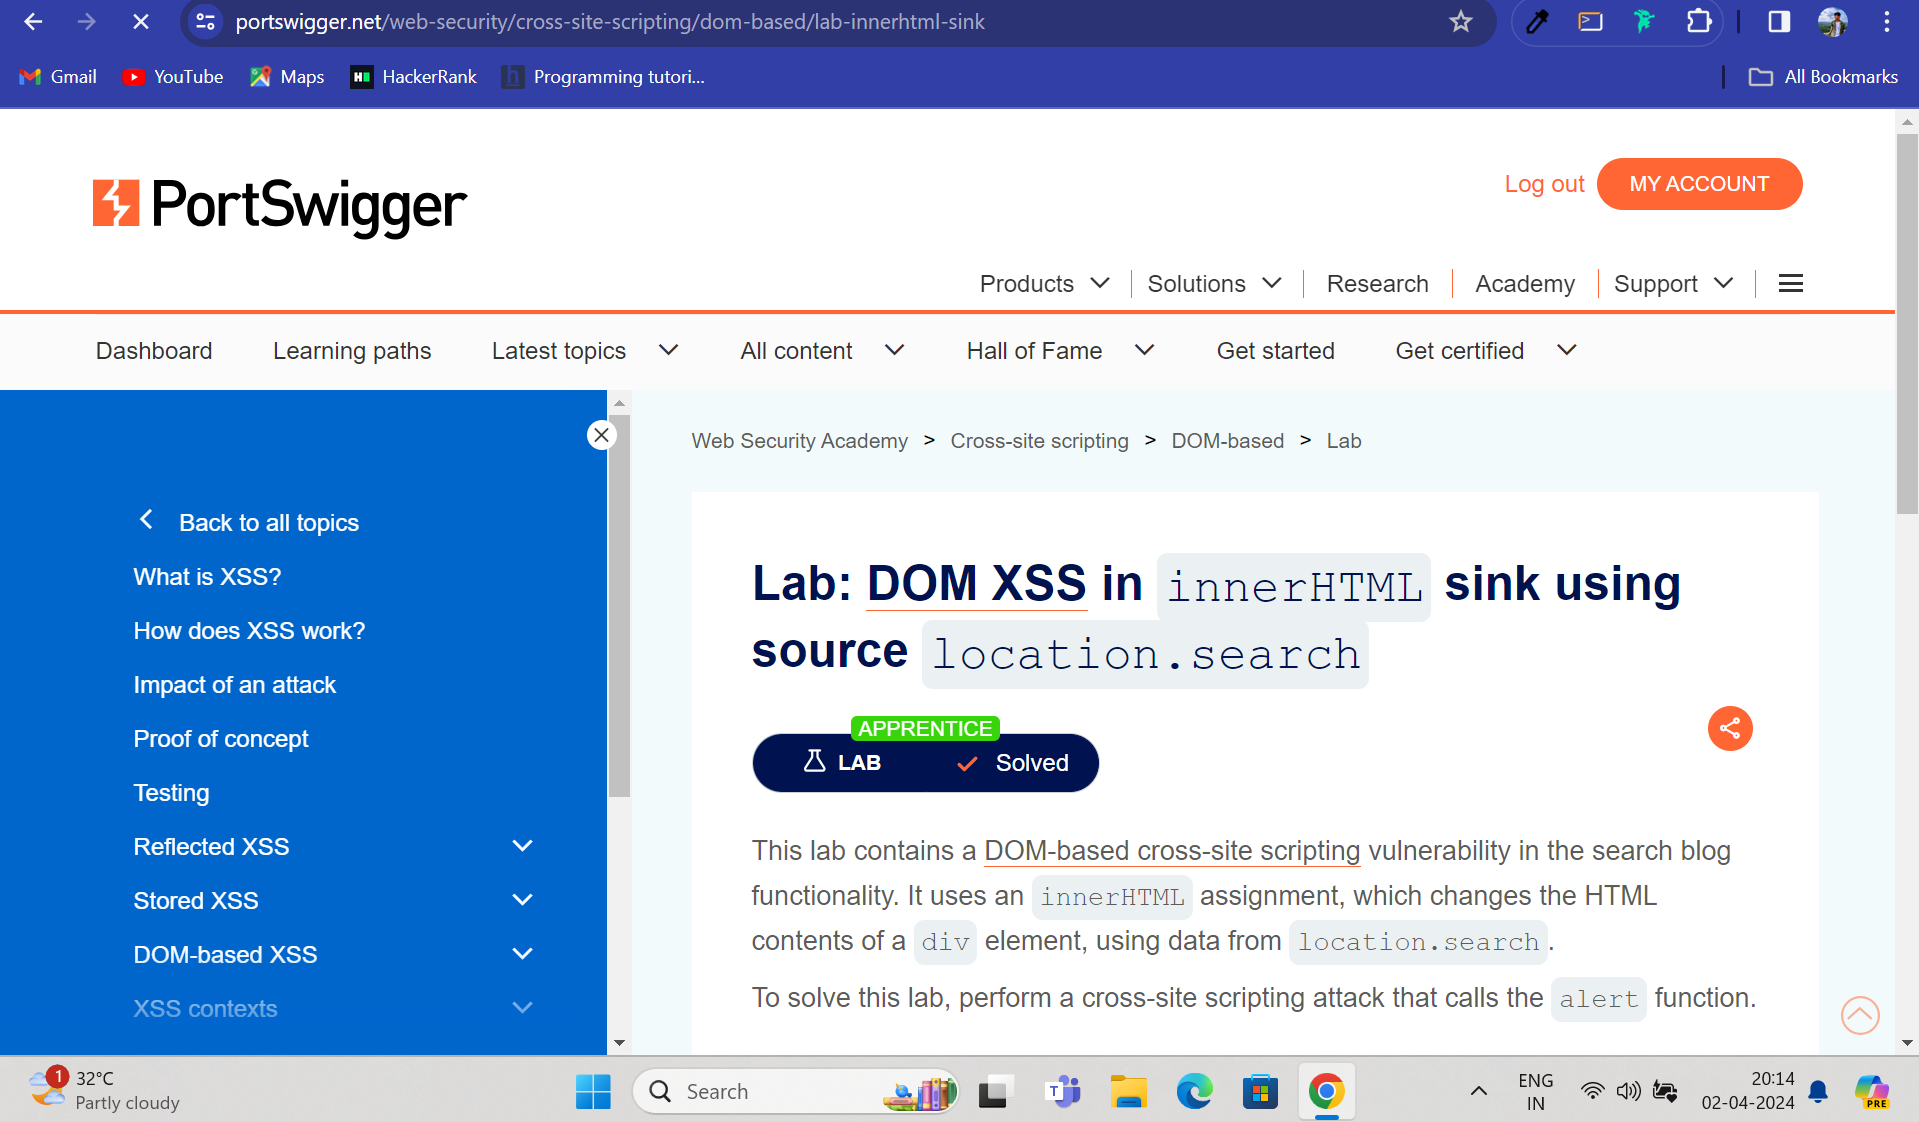 portswigger.net/web-security/cross-site-scripting/dom-based/lab-innerhtml-sink
Gmail YouTube Maps HackerRank Programming tutori... All Bookmarks
PortSwigger
Log out MY ACCOUNT
Products Solutions Research Academy Support
Dashboard Learning paths Latest topics All content Hall of Fame Get started Get certified
Back to all topics
What is XSS?
How does XSS work?
Impact of an attack
Proof of concept
Testing
Reflected XSS
Stored XSS
DOM-based XSS
XSS contexts
Web Security Academy > Cross-site scripting > DOM-based > Lab
Lab: DOM XSS in innerHTML sink using
source location.search
APPRENTICE
LAB Solved
This lab contains a DOM-based cross-site scripting vulnerability in the search blog
functionality. It uses an innerHTML assignment, which changes the HTML
contents of a div element, using data from location.search.
To solve this lab, perform a cross-site scripting attack that calls the alert function.
1
32°C
Partly cloudy
Search
T
ENG
IN
20:14
02-04-2024
PRE